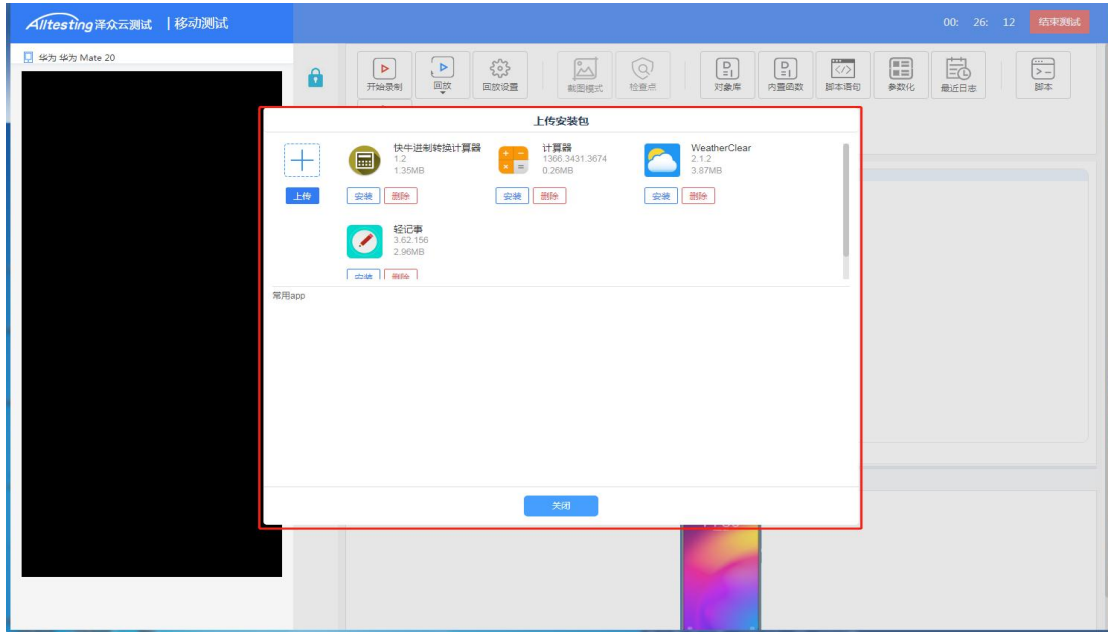 Alltesting泽众云测试 | 移动测试
00: 26: 12 结束测试
华为 华为 Mate 20
开始录制 回放 回放设置 截图模式 检查点 对象库 内置函数 脚本语句 参数化 最近日志 脚本
上传安装包
快牛进制转换计算器
1.2
1.35MB
安装 删除
计算器
1366.3431.3674
0.26MB
安装 删除
WeatherClear
2.1.2
3.87MB
安装 删除
上传
轻记事
3.62.156
2.96MB
安装 删除
常用app
关闭